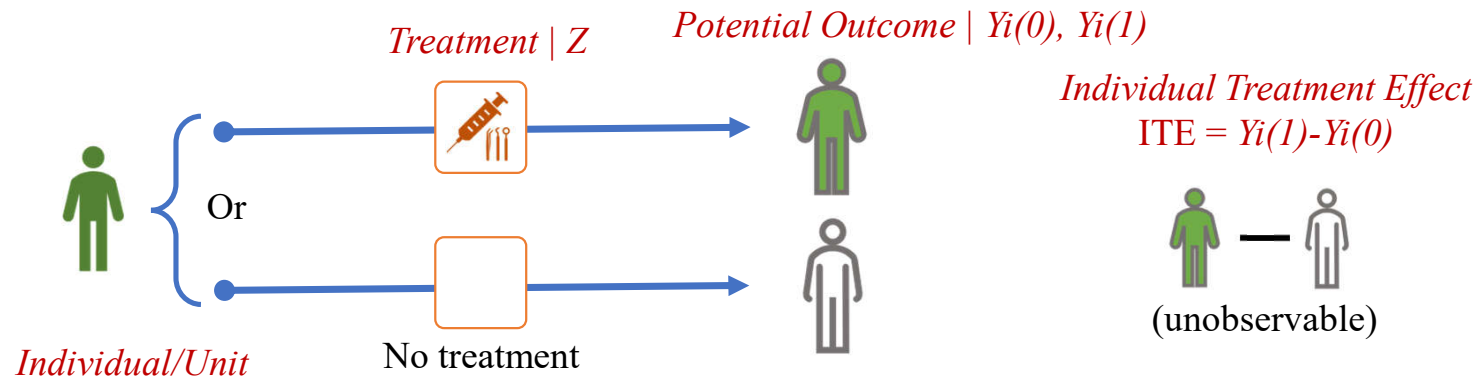 Treatment | Z
Potential Outcome | Yi(0), Yi(1)
Individual Treatment Effect
ITE = Yi(1)-Yi(0)
Or
(unobservable)
No treatment
Individual/Unit